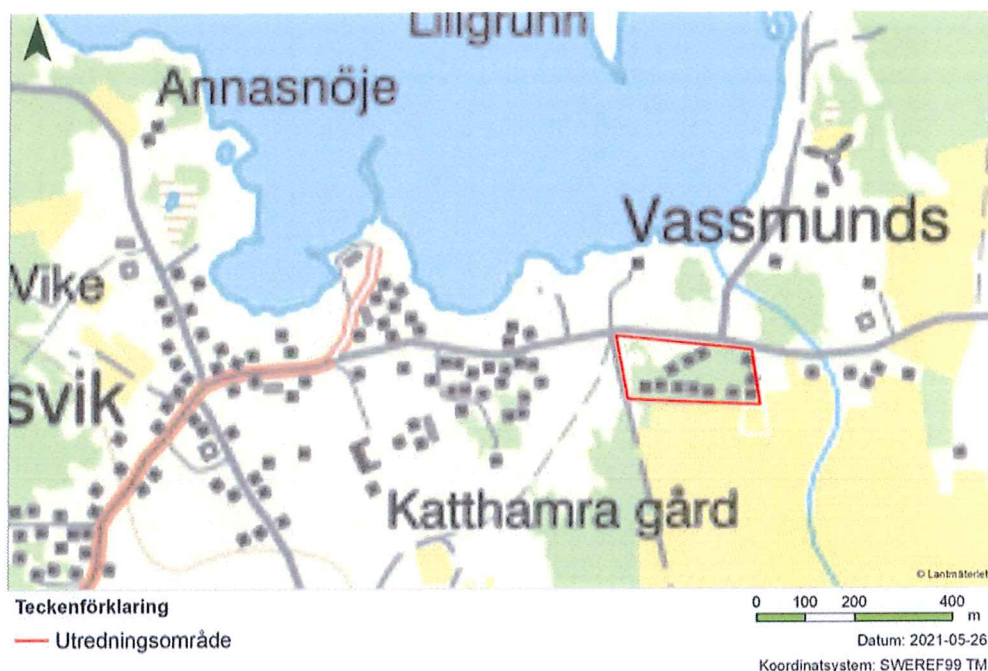 Lillgrunn
Annasnöje
Vassmunds
Vike
svik
Katthamra gård
© Lantmäteriet
Teckenförklaring
Utredningsområde
0 100 200 400
m
Datum: 2021-05-26
Koordinatsystem: SWEREF99 TM